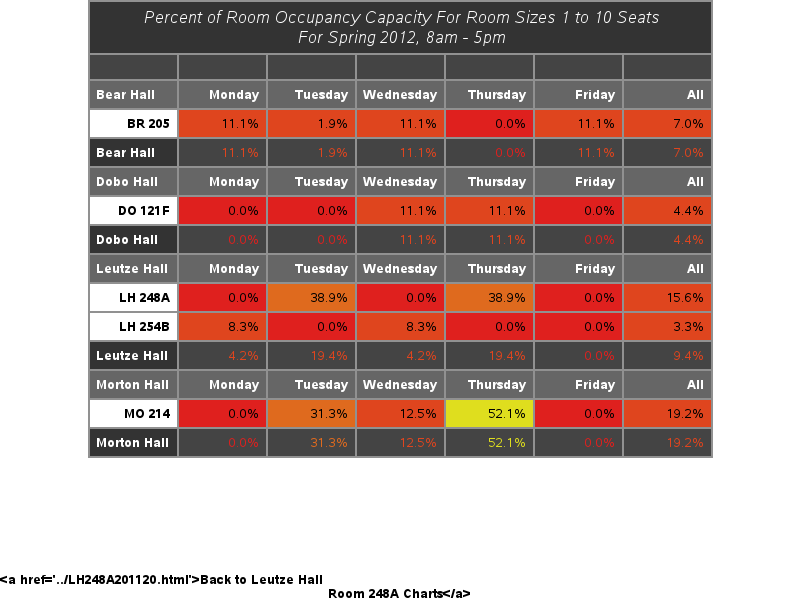 Percent of Room Occupancy Capacity For Room Sizes 1 to 10 Seats
For Spring 2012, 8am - 5pm
Bear Hall Monday Tuesday Wednesday Thursday Friday All
BR 205 11.1% 1.9% 11.1% 0.0% 11.1% 7.0%
Bear Hall 11.1% 1.9% 11.1% 0.0% 11.1% 7.0%
Dobo Hall Monday Tuesday Wednesday Thursday Friday All
DO 121F 0.0% 0.0% 11.1% 11.1% 0.0% 4.4%
Dobo Hall 0.0% 0.0% 11.1% 11.1% 0.0% 4.4%
Leutze Hall Monday Tuesday Wednesday Thursday Friday All
LH 248A 0.0% 38.9% 0.0% 38.9% 0.0% 15.6%
LH 254B 8.3% 0.0% 8.3% 0.0% 0.0% 3.3%
Leutze Hall 4.2% 19.4% 4.2% 19.4% 0.0% 9.4%
Morton Hall Monday Tuesday Wednesday Thursday Friday All
MO 214 0.0% 31.3% 12.5% 52.1% 0.0% 19.2%
Morton Hall 0.0% 31.3% 12.5% 52.1% 0.0% 19.2%
<a href='../LH248A201120.html'>Back to Leutze Hall
Room 248A Charts</a>